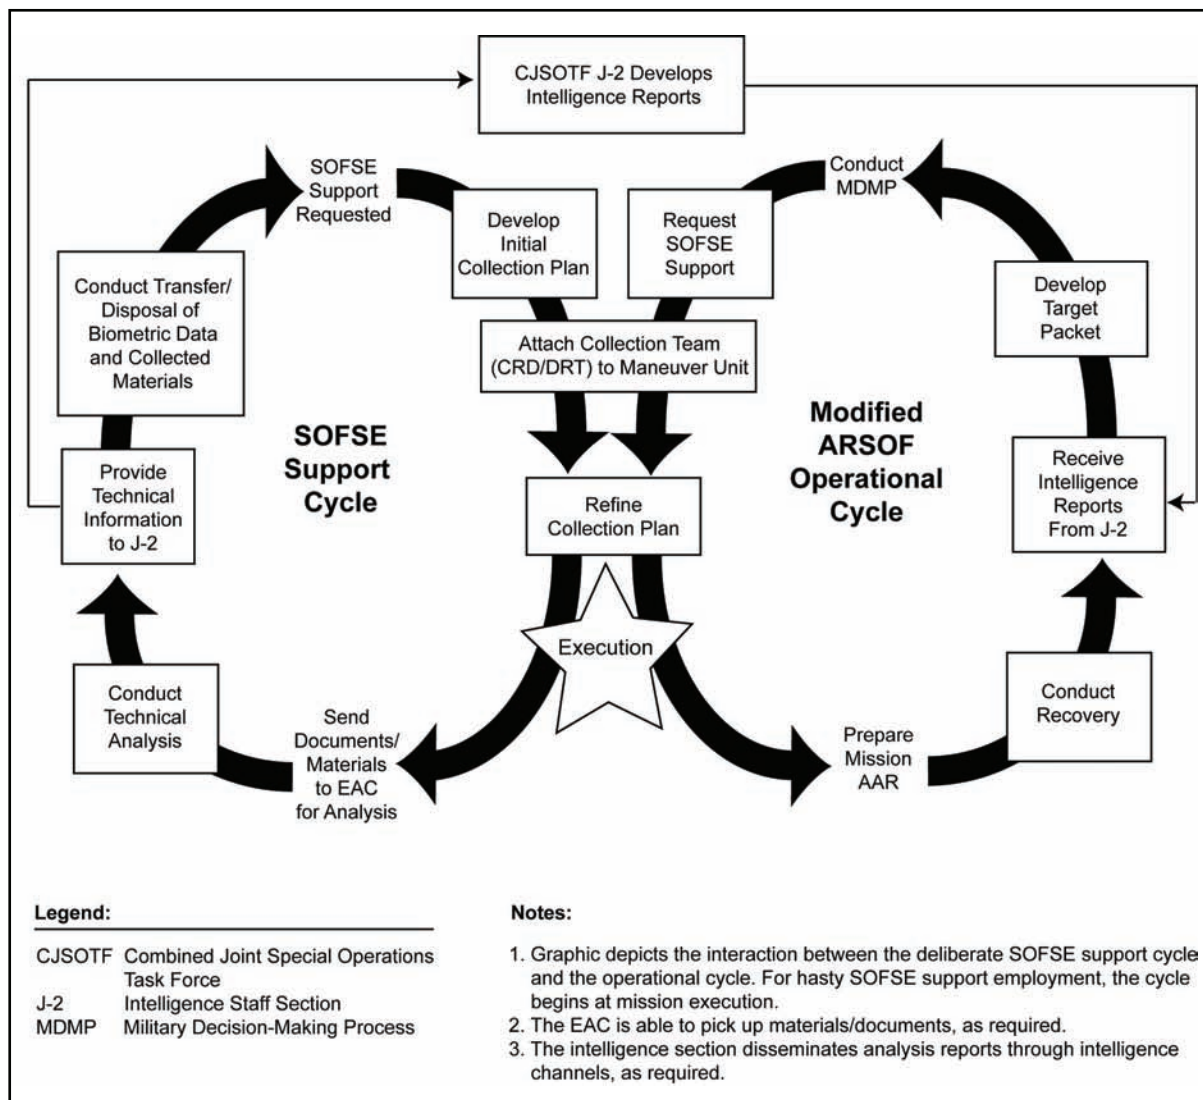 CJSOTF J-2 Develops
Intelligence Reports
SOFSE
Support
Requested
Develop
Initial
Collection Plan
Request
SOFSE
Support
Conduct
MDMP
Conduct Transfer/
Disposal of
Biometric Data
and Collected
Materials
Attach Collection Team
(CRD/DRT) to Maneuver Unit
Develop
Target
Packet
SOFSE
Support
Cycle
Modified
ARSOF
Operational
Cycle
Provide
Technical
Information
to J-2
Refine
Collection Plan
Receive
Intelligence
Reports
From J-2
Execution
Conduct
Technical
Analysis
Send
Documents/
Materials
to EAC
for Analysis
Prepare
Mission
AAR
Conduct
Recovery
Legend:
CJSOTF Combined Joint Special Operations
Task Force
J-2 Intelligence Staff Section
MDMP Military Decision-Making Process
Notes:
1. Graphic depicts the interaction between the deliberate SOFSE support cycle
and the operational cycle. For hasty SOFSE support employment, the cycle
begins at mission execution.
2. The EAC is able to pick up materials/documents, as required.
3. The intelligence section disseminates analysis reports through intelligence
channels, as required.